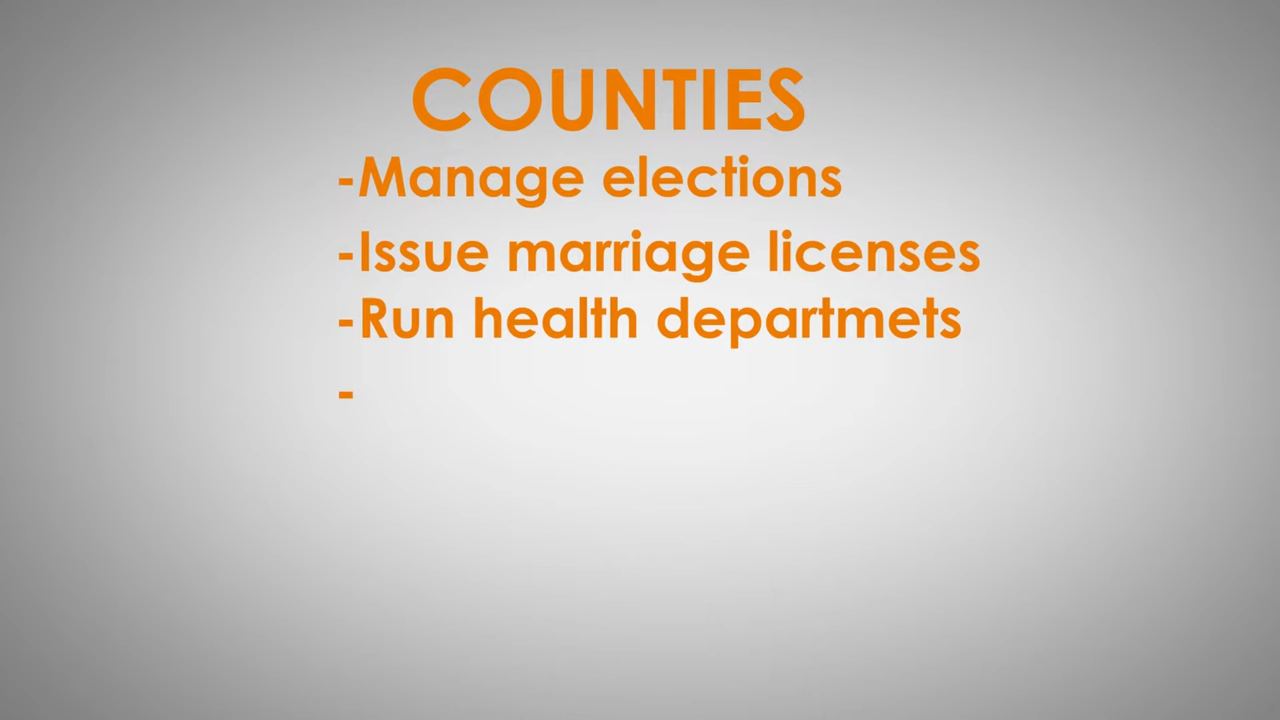 COUNTIES
-Manage elections
-Issue marriage licenses
-Run health departmets
-